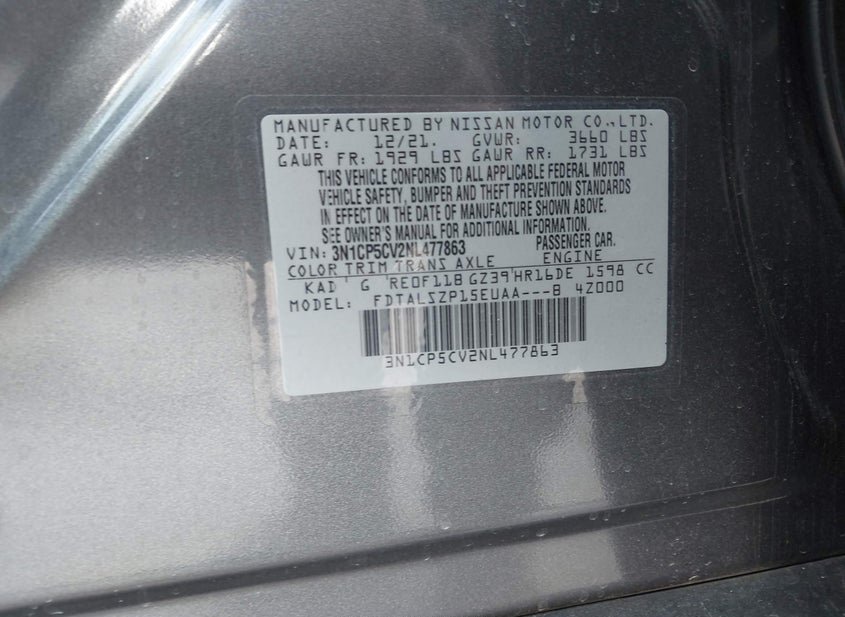 MANUFACTURED BY NISSAN MOTOR CO.,LTD.
DATE: 12/21. GVWR: 3660 LBS
GAWR FR: 1929 LBS GAWR RR: 1731 LBS
THIS VEHICLE CONFORMS TO ALL APPLICABLE FEDERAL MOTOR
VEHICLE SAFETY, BUMPER AND THEFT PREVENTION STANDARDS
IN EFFECT ON THE DATE OF MANUFACTURE SHOWN ABOVE.
SEE OWNER'S MANUAL FOR ADDITIONAL INFORMATION.
VIN: 3N1CP5CV2NL477863 PASSENGER CAR.
COLOR TRIM TRANS AXLE ENGINE
KAD G RE0F11B GZ39 HR16DE 1598 CC
MODEL: FDTALSZP15EUAA---B 4Z000
3N1CP5CV2NL477863